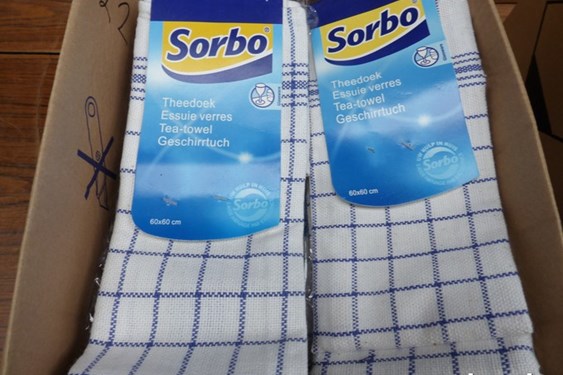 Sorbo®
Theedoek
Essuie verres
Tea-towel
Geschirrtuch
Sorbo
60x60 cm
Sorbo®
Theedoek
Essuie verres
Tea-towel
Geschirrtuch
Sorbo
60x60 cm